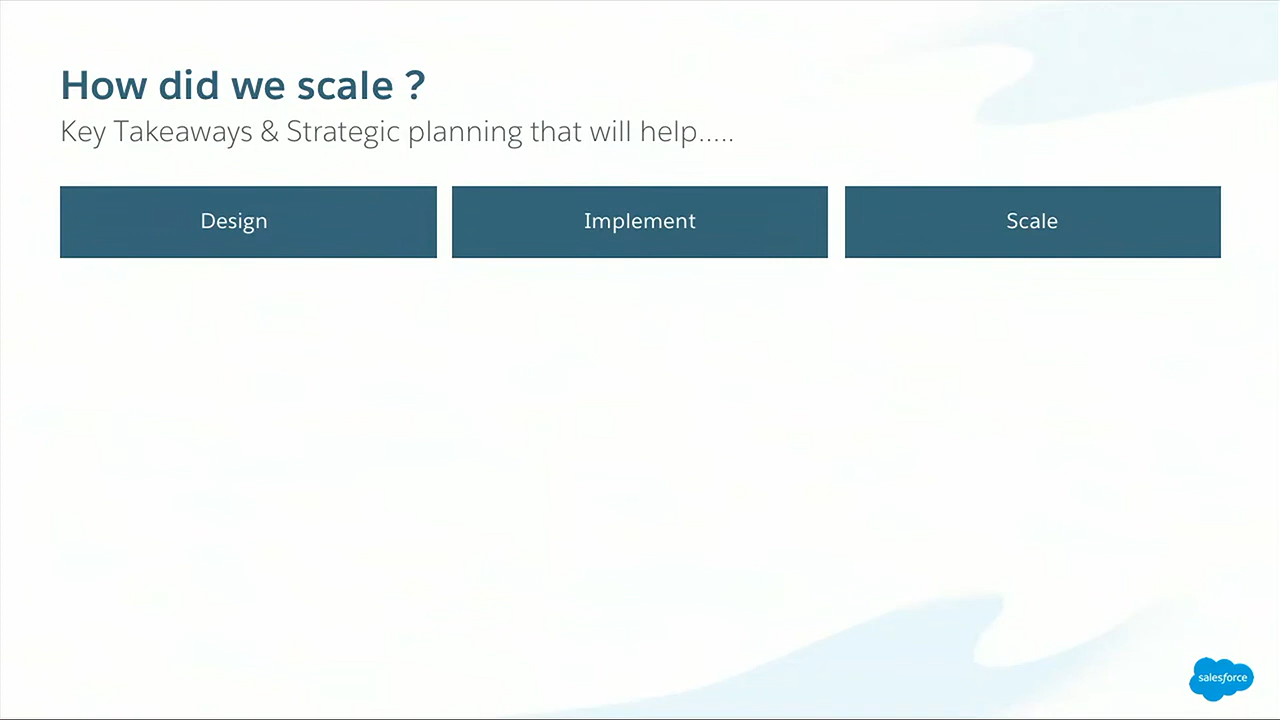 How did we scale ?
Key Takeaways & Strategic planning that will help.....
Design
Implement
Scale
salesforce